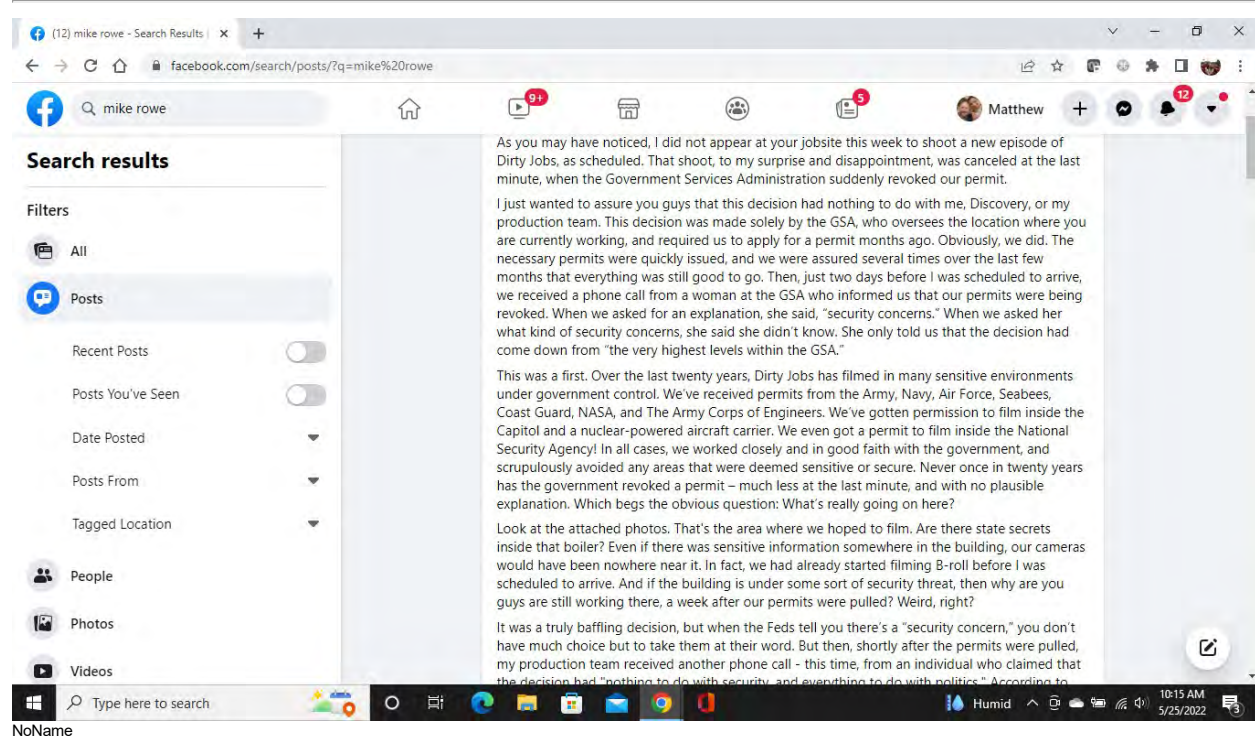 (12) mike rowe - Search Results
facebook.com/search/posts/?q=mike%20rowe
mike rowe
9+
5
Matthew
12
Search results
Filters
All
Posts
Recent Posts
Posts You've Seen
Date Posted
Posts From
Tagged Location
People
Photos
Videos
As you may have noticed, I did not appear at your jobsite this week to shoot a new episode of
Dirty Jobs, as scheduled. That shoot, to my surprise and disappointment, was canceled at the last
minute, when the Government Services Administration suddenly revoked our permit.
I just wanted to assure you guys that this decision had nothing to do with me, Discovery, or my
production team. This decision was made solely by the GSA, who oversees the location where you
are currently working, and required us to apply for a permit months ago. Obviously, we did. The
necessary permits were quickly issued, and we were assured several times over the last few
months that everything was still good to go. Then, just two days before I was scheduled to arrive,
we received a phone call from a woman at the GSA who informed us that our permits were being
revoked. When we asked for an explanation, she said, "security concerns." When we asked her
what kind of security concerns, she said she didn't know. She only told us that the decision had
come down from "the very highest levels within the GSA."
This was a first. Over the last twenty years, Dirty Jobs has filmed in many sensitive environments
under government control. We've received permits from the Army, Navy, Air Force, Seabees,
Coast Guard, NASA, and The Army Corps of Engineers. We've gotten permission to film inside the
Capitol and a nuclear-powered aircraft carrier. We even got a permit to film inside the National
Security Agency! In all cases, we worked closely and in good faith with the government, and
scrupulously avoided any areas that were deemed sensitive or secure. Never once in twenty years
has the government revoked a permit – much less at the last minute, and with no plausible
explanation. Which begs the obvious question: What's really going on here?
Look at the attached photos. That's the area where we hoped to film. Are there state secrets
inside that boiler? Even if there was sensitive information somewhere in the building, our cameras
would have been nowhere near it. In fact, we had already started filming B-roll before I was
scheduled to arrive. And if the building is under some sort of security threat, then why are you
guys are still working there, a week after our permits were pulled? Weird, right?
It was a truly baffling decision, but when the Feds tell you there's a "security concern," you don't
have much choice but to take them at their word. But then, shortly after the permits were pulled,
my production team received another phone call - this time, from an individual who claimed that
the decision had "nothing to do with security, and everything to do with politics." According to
Type here to search
Humid
10:15 AM
5/25/2022
3
NoName